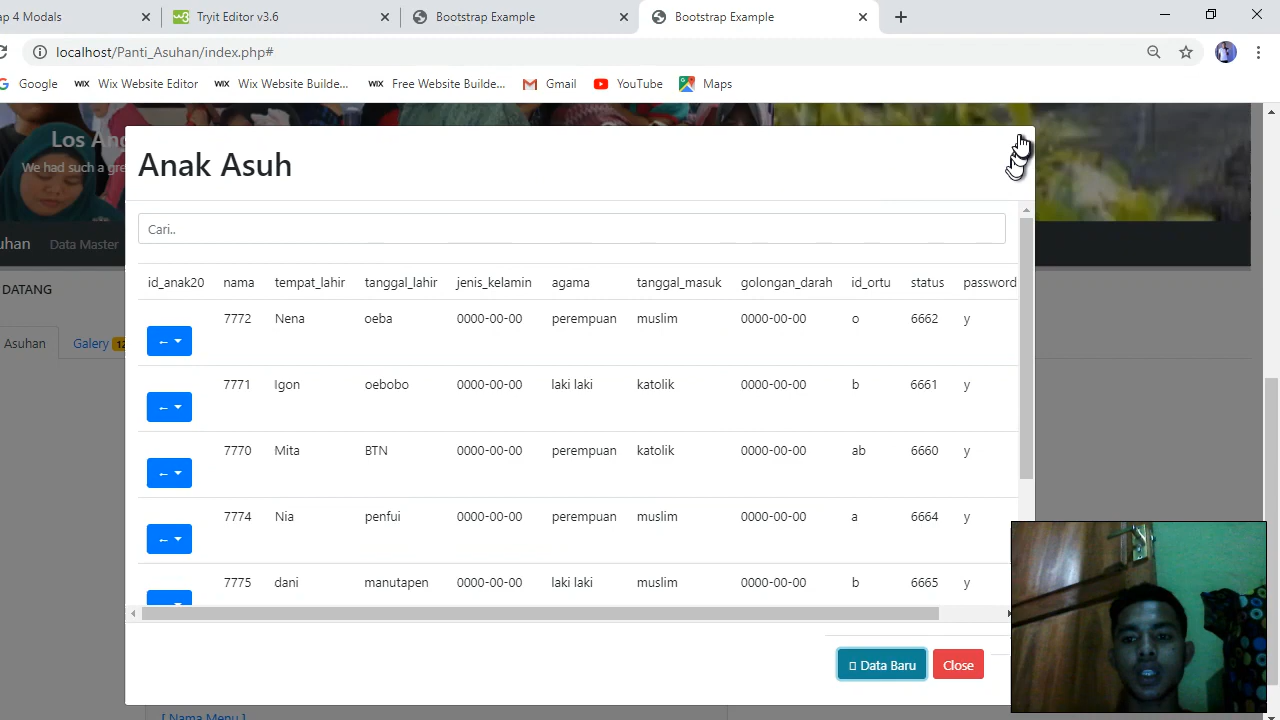 ap 4 Modals
Tryit Editor v3.6
Bootstrap Example
Bootstrap Example
localhost/Panti_Asuhan/index.php#
Google
WIX Wix Website Editor
WIX Wix Website Builde...
WIX Free Website Builde...
Gmail
YouTube
Maps
Los Ang
We had such a gre
uhan Data Master
DATANG
Asuhan Galery 12
Anak Asuh
Cari..
id_anak20 nama tempat_lahir tanggal_lahir jenis_kelamin agama tanggal_masuk golongan_darah id_ortu status password
← 7772 Nena oeba 0000-00-00 perempuan muslim 0000-00-00 o 6662 y
← 7771 Igon oebobo 0000-00-00 laki laki katolik 0000-00-00 b 6661 y
← 7770 Mita BTN 0000-00-00 perempuan katolik 0000-00-00 ab 6660 y
← 7774 Nia penfui 0000-00-00 perempuan muslim 0000-00-00 a 6664 y
7775 dani manutapen 0000-00-00 laki laki muslim 0000-00-00 b 6665 y
Data Baru Close
[ Nama Menu ]